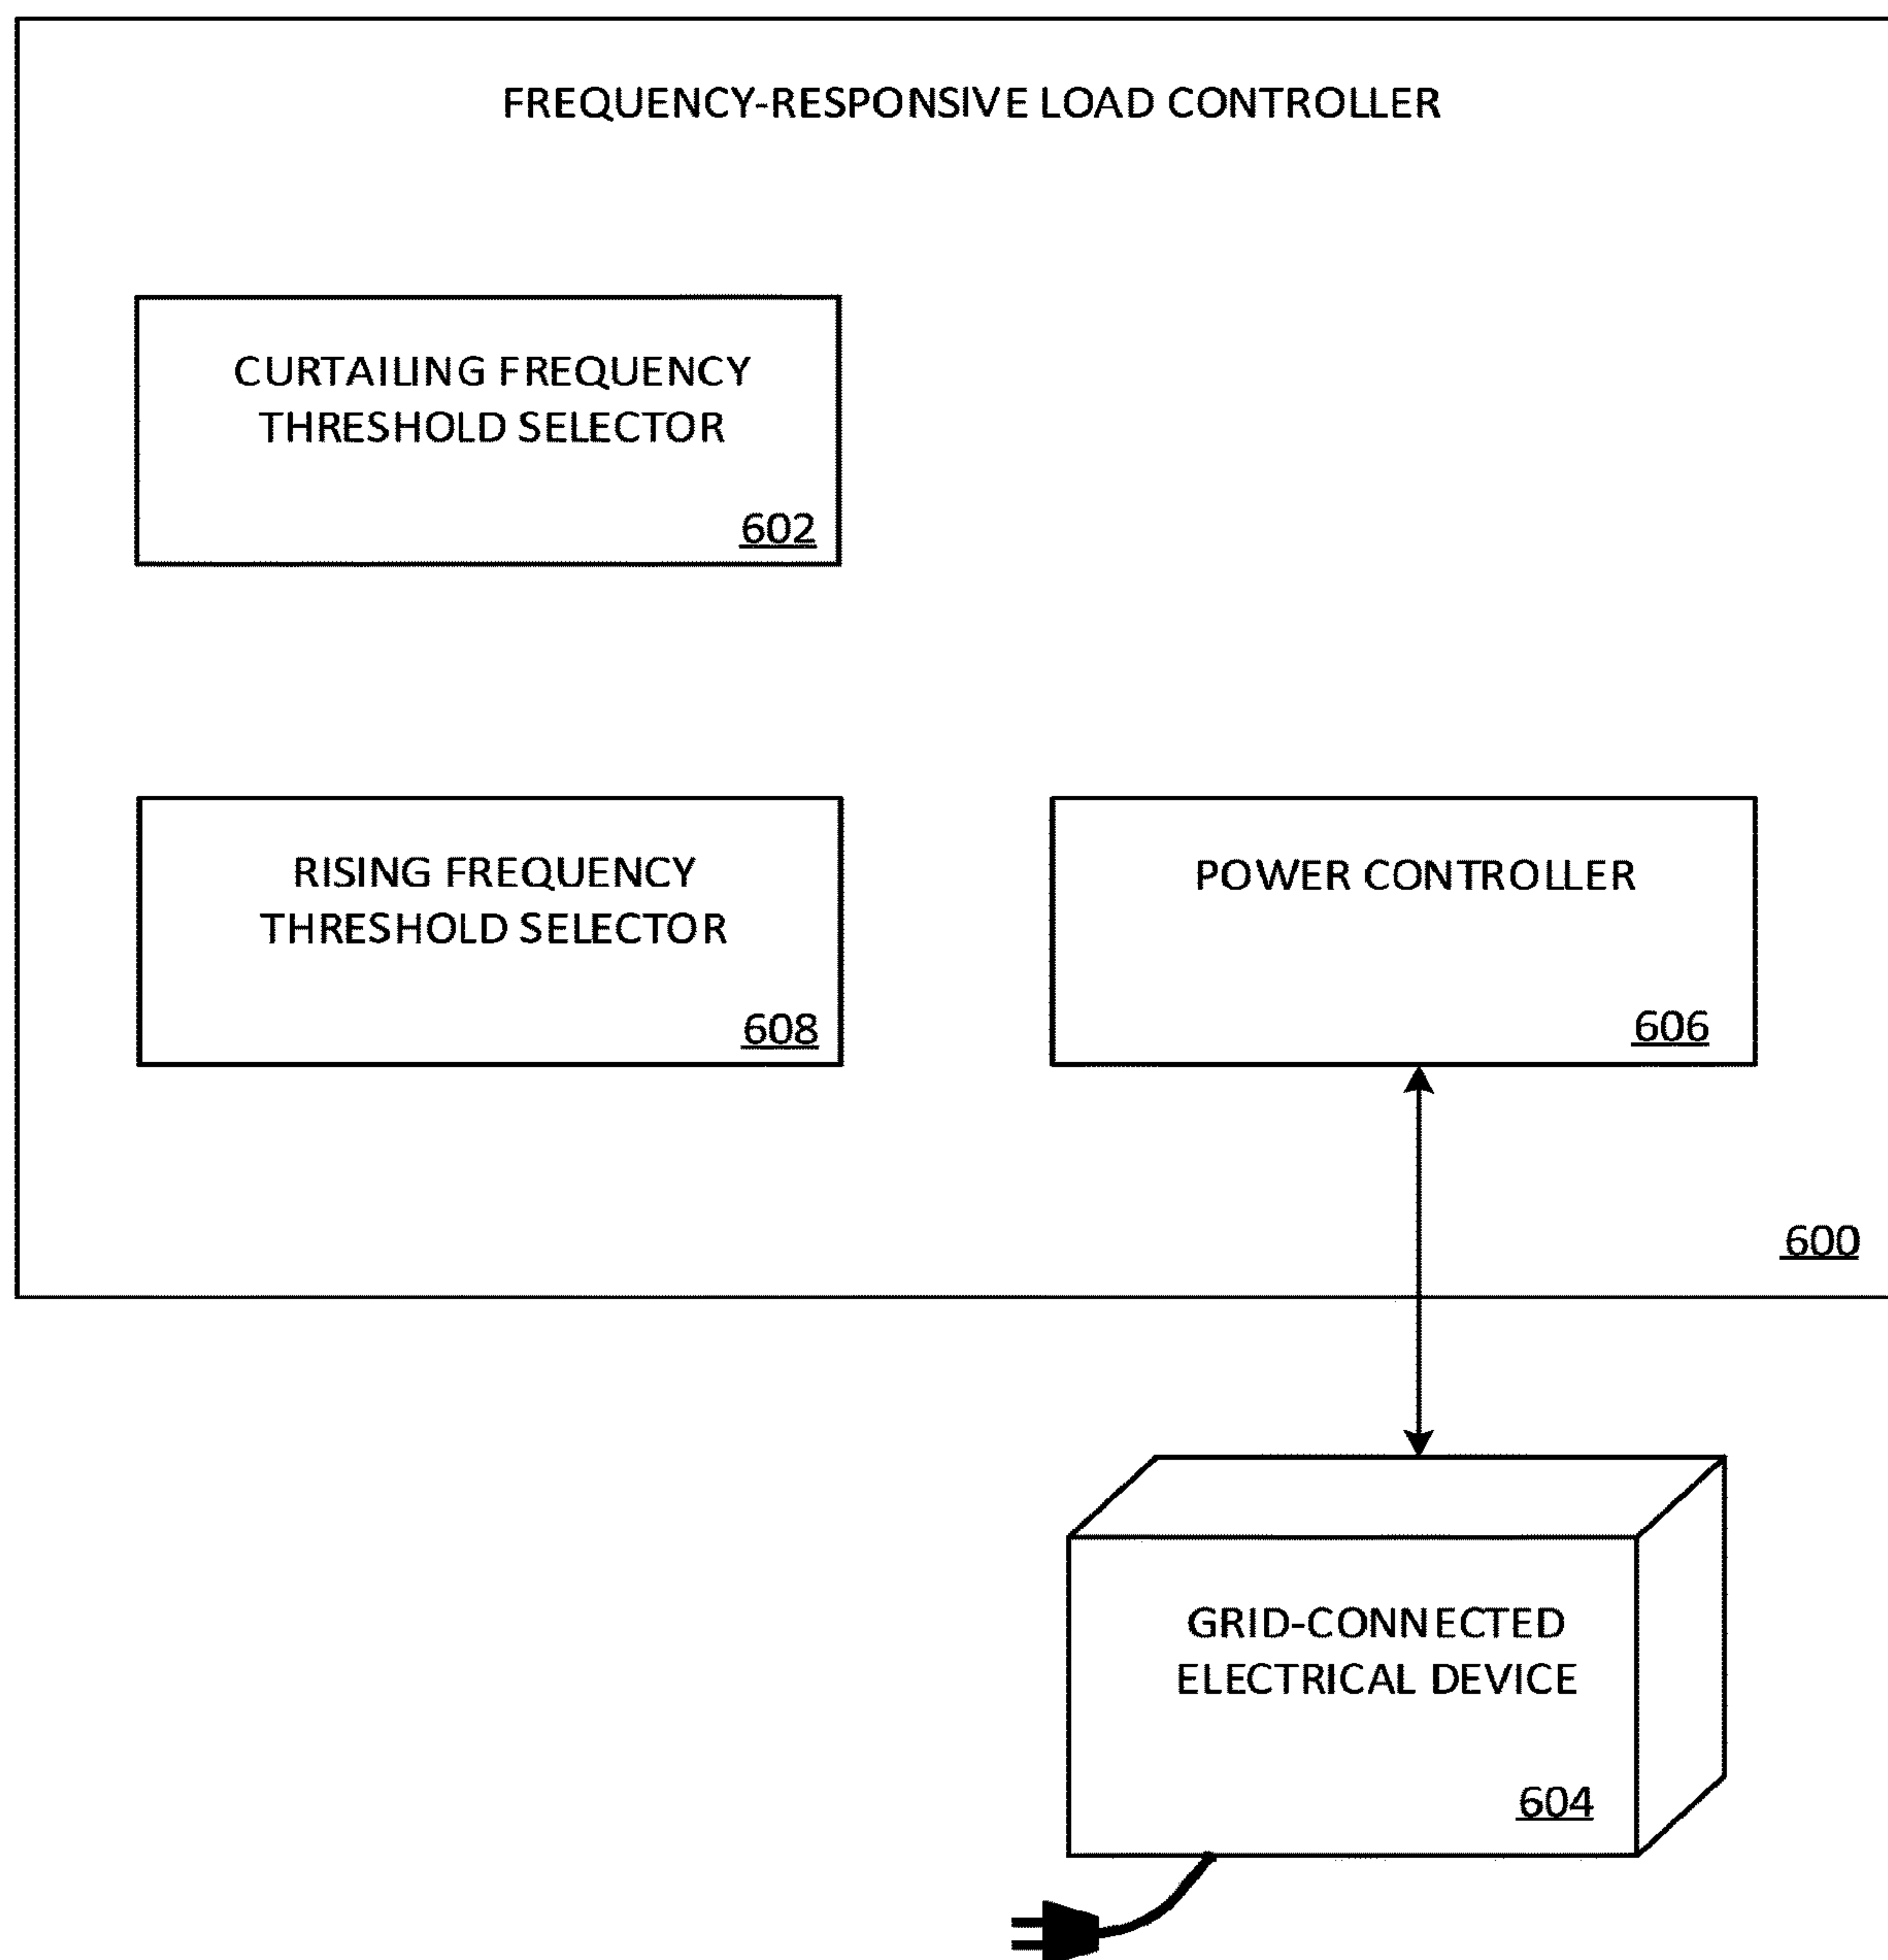 FREQUENCY-RESPONSIVE LOAD CONTROLLER
CURTAILING FREQUENCY
THRESHOLD SELECTOR
602
RISING FREQUENCY
THRESHOLD SELECTOR
608
POWER CONTROLLER
606
600
GRID-CONNECTED
ELECTRICAL DEVICE
604